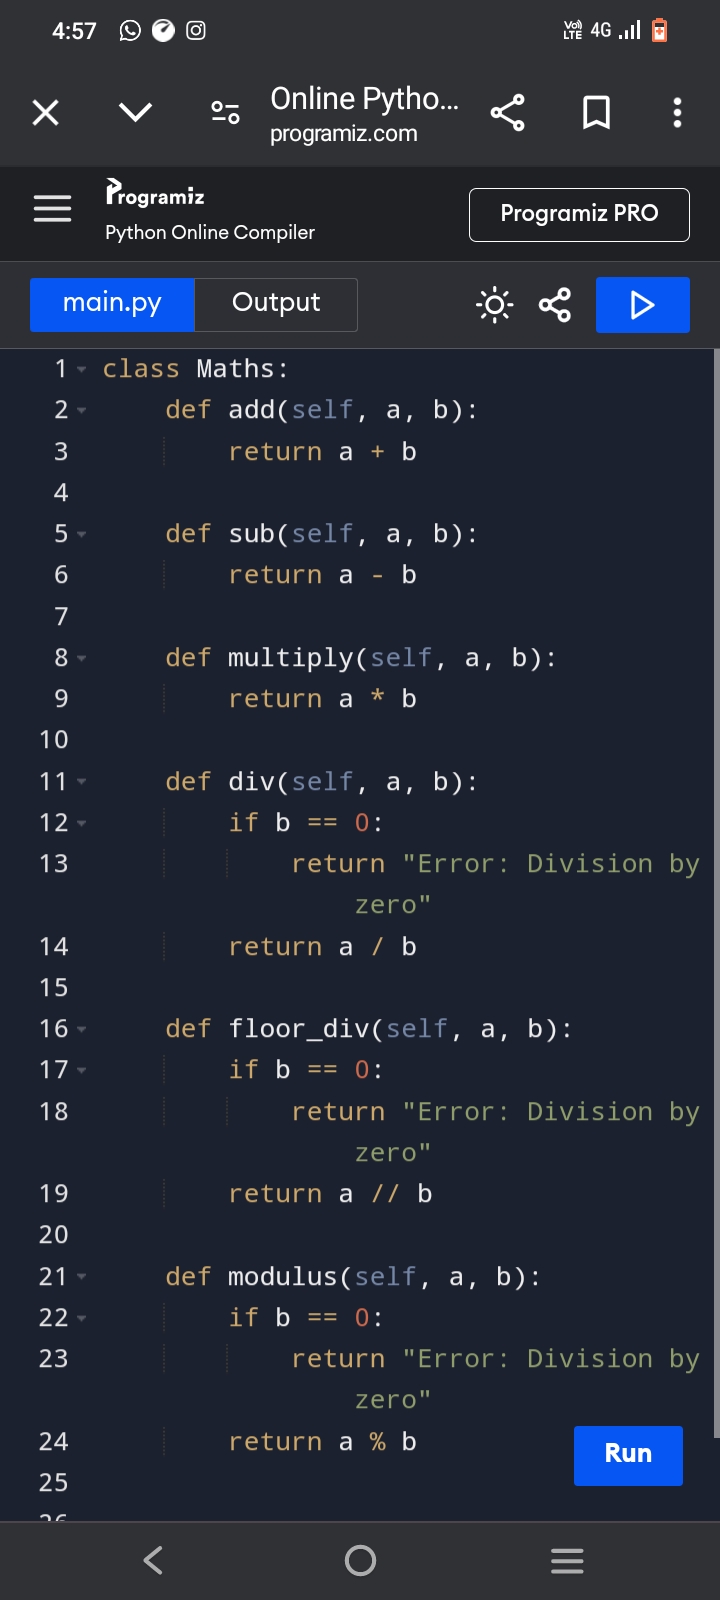 4:57
Vo) LTE 4G
Online Pytho...
programiz.com
Programiz
Python Online Compiler
Programiz PRO
main.py
Output
1 class Maths:
2     def add(self, a, b):
3         return a + b
4
5     def sub(self, a, b):
6         return a - b
7
8     def multiply(self, a, b):
9         return a * b
10
11     def div(self, a, b):
12         if b == 0:
13             return "Error: Division by
zero"
14         return a / b
15
16     def floor_div(self, a, b):
17         if b == 0:
18             return "Error: Division by
zero"
19         return a // b
20
21     def modulus(self, a, b):
22         if b == 0:
23             return "Error: Division by
zero"
24         return a % b
Run
25
26